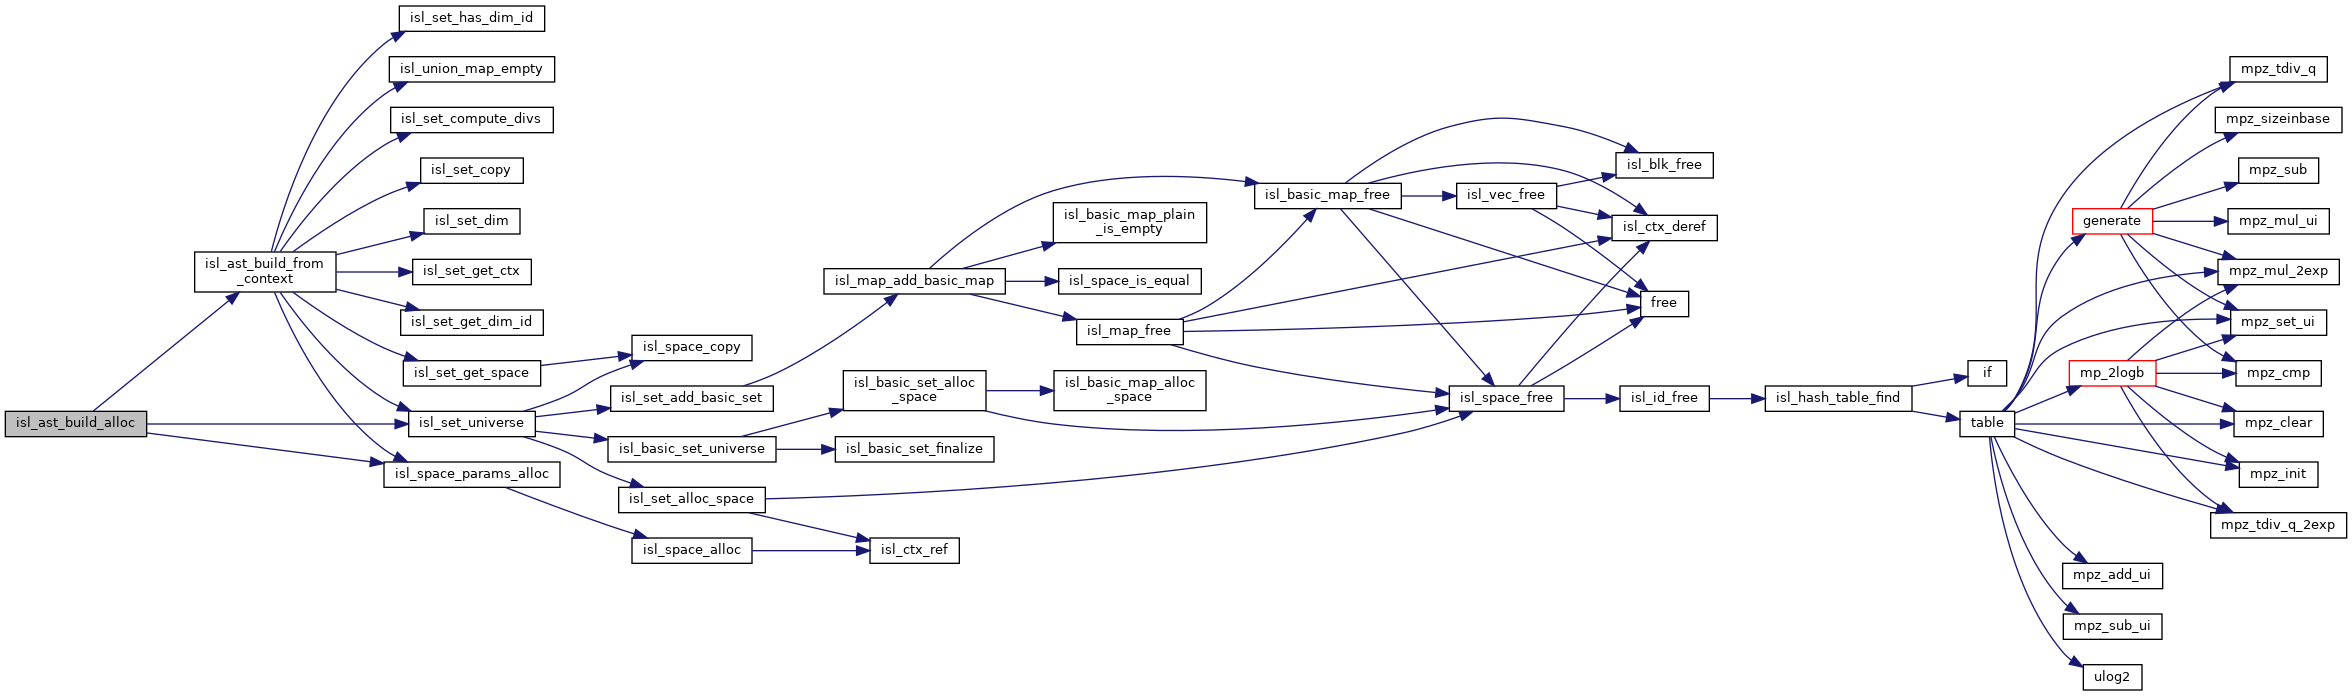 isl_ast_build_alloc
isl_ast_build_from
_context
isl_set_has_dim_id
isl_union_map_empty
isl_set_compute_divs
isl_set_copy
isl_set_dim
isl_set_get_ctx
isl_set_get_dim_id
isl_set_get_space
isl_set_universe
isl_space_params_alloc
isl_space_copy
isl_set_add_basic_set
isl_basic_set_universe
isl_set_alloc_space
isl_space_alloc
isl_map_add_basic_map
isl_basic_set_alloc
_space
isl_basic_set_finalize
isl_ctx_ref
isl_basic_map_plain
_is_empty
isl_space_is_equal
isl_map_free
isl_basic_map_alloc
_space
isl_basic_map_free
isl_vec_free
isl_space_free
isl_blk_free
isl_ctx_deref
free
isl_id_free
isl_hash_table_find
if
table
generate
mp_2logb
mpz_add_ui
mpz_sub_ui
ulog2
mpz_tdiv_q
mpz_sizeinbase
mpz_sub
mpz_mul_ui
mpz_mul_2exp
mpz_set_ui
mpz_cmp
mpz_clear
mpz_init
mpz_tdiv_q_2exp